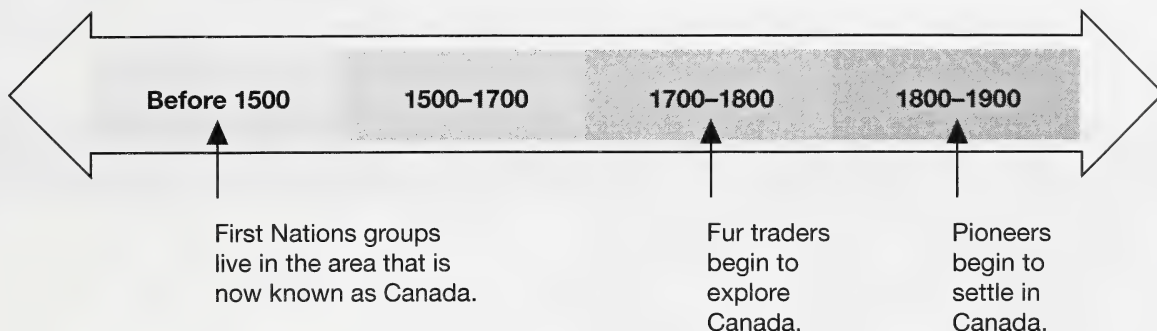 Before 1500
1500–1700
1700–1800
1800–1900
First Nations groups
live in the area that is
now known as Canada.
Fur traders
begin to
explore
Canada.
Pioneers
begin to
settle in
Canada.